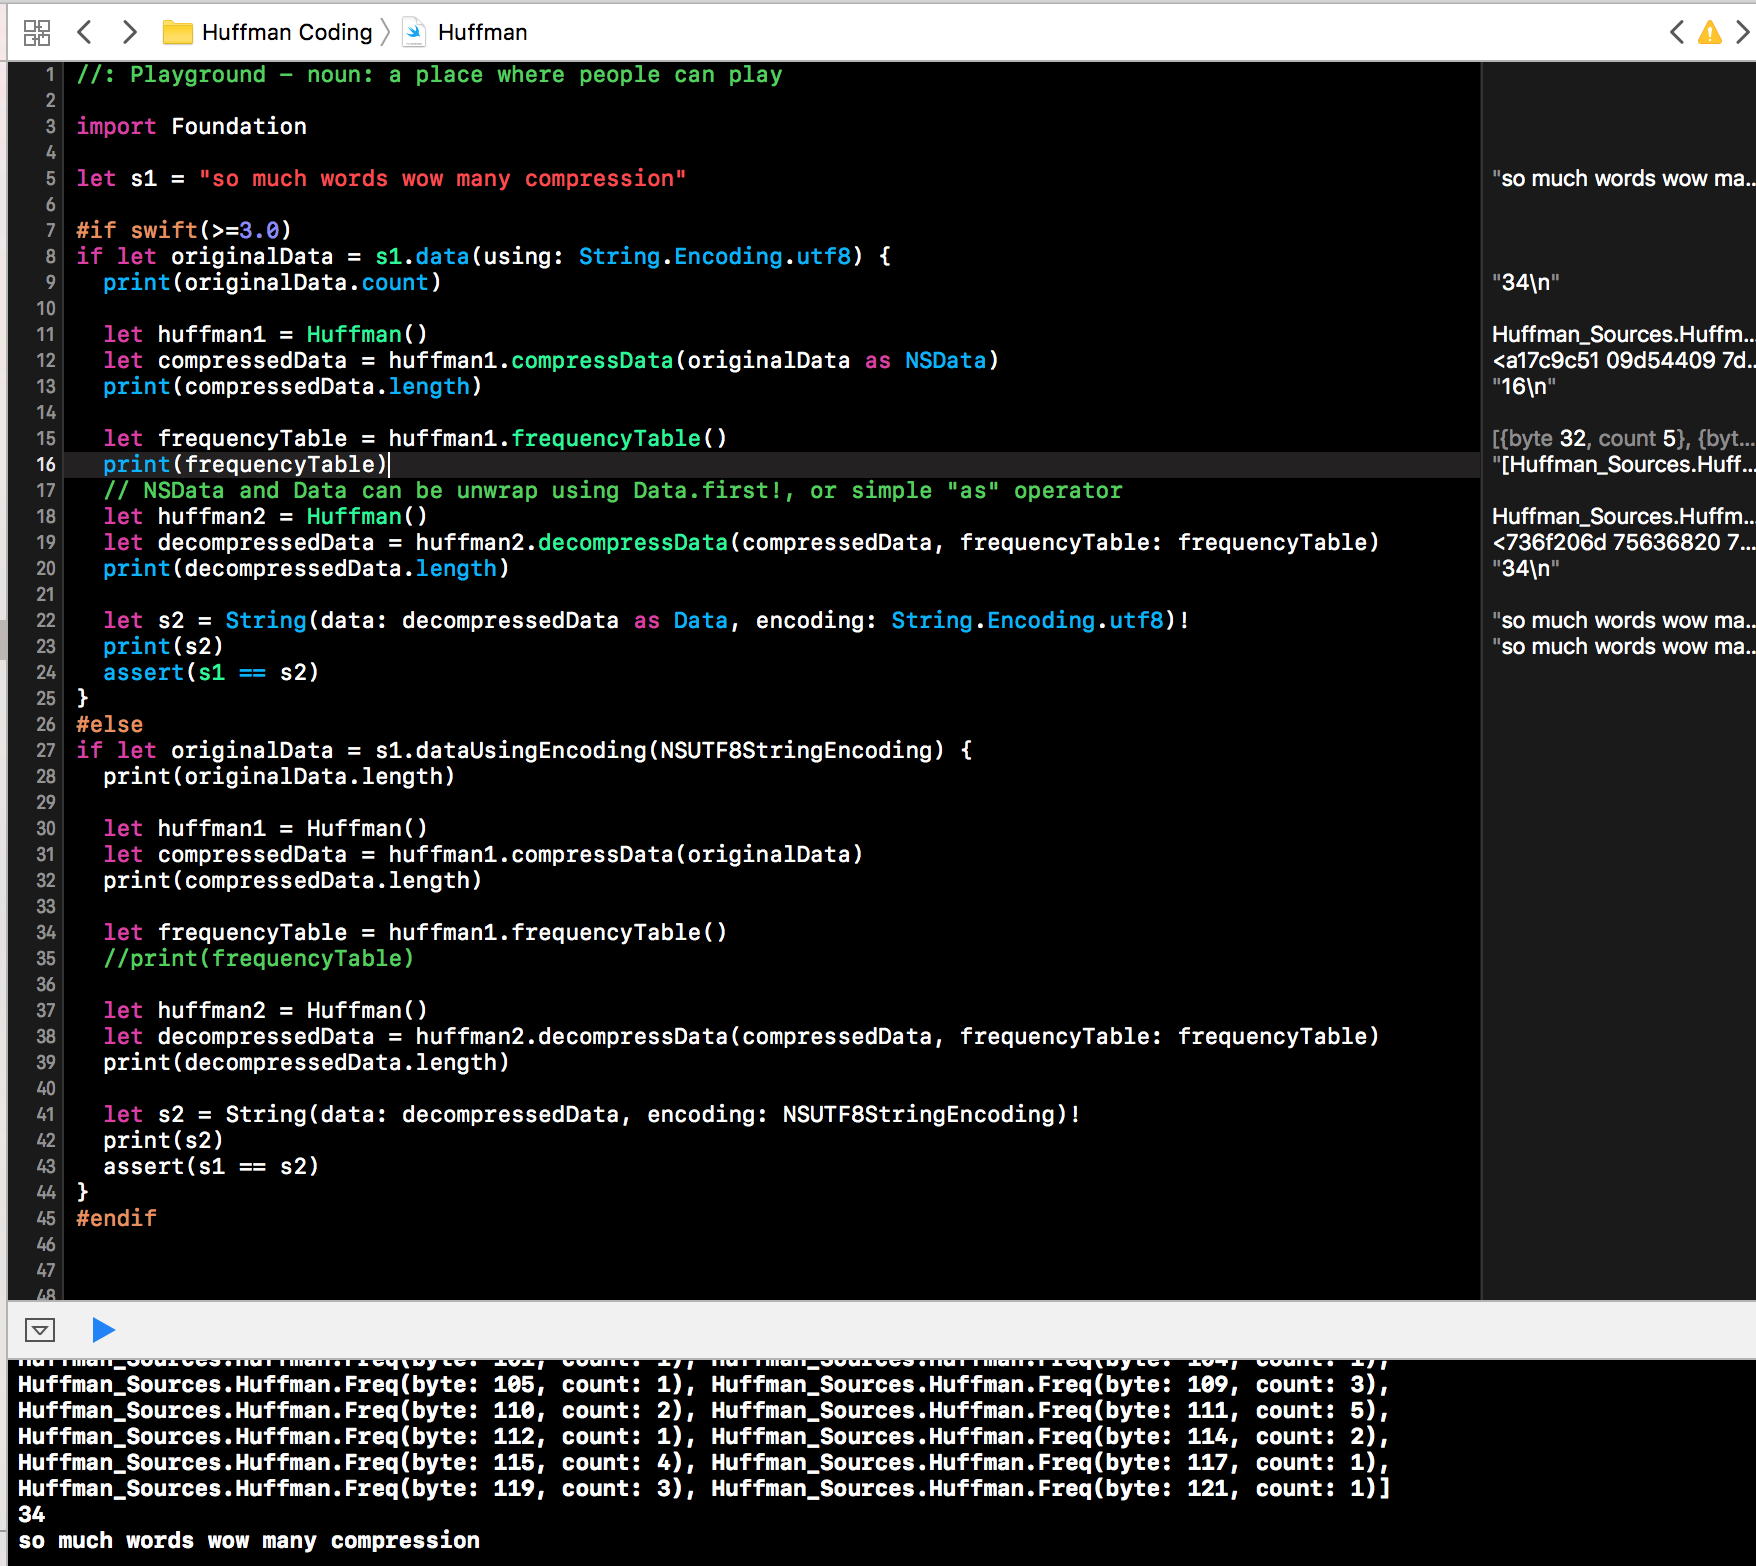 Huffman Coding 〉 Huffman
1 //: Playground – noun: a place where people can play
2
3 import Foundation
4
5 let s1 = "so much words wow many compression" "so much words wow ma...
6
7 #if swift(>=3.0)
8 if let originalData = s1.data(using: String.Encoding.utf8) {
9 print(originalData.count) "34\n"
10
11 let huffman1 = Huffman() Huffman_Sources.Huffm...
12 let compressedData = huffman1.compressData(originalData as NSData) <a17c9c51 09d54409 7d...
13 print(compressedData.length) "16\n"
14
15 let frequencyTable = huffman1.frequencyTable() [{byte 32, count 5}, {byt...
16 print(frequencyTable) "[Huffman_Sources.Huff...
17 // NSData and Data can be unwrap using Data.first!, or simple "as" operator
18 let huffman2 = Huffman() Huffman_Sources.Huffm...
19 let decompressedData = huffman2.decompressData(compressedData, frequencyTable: frequencyTable) <736f206d 75636820 7...
20 print(decompressedData.length) "34\n"
21
22 let s2 = String(data: decompressedData as Data, encoding: String.Encoding.utf8)! "so much words wow ma...
23 print(s2) "so much words wow ma...
24 assert(s1 == s2)
25 }
26 #else
27 if let originalData = s1.dataUsingEncoding(NSUTF8StringEncoding) {
28 print(originalData.length)
29
30 let huffman1 = Huffman()
31 let compressedData = huffman1.compressData(originalData)
32 print(compressedData.length)
33
34 let frequencyTable = huffman1.frequencyTable()
35 //print(frequencyTable)
36
37 let huffman2 = Huffman()
38 let decompressedData = huffman2.decompressData(compressedData, frequencyTable: frequencyTable)
39 print(decompressedData.length)
40
41 let s2 = String(data: decompressedData, encoding: NSUTF8StringEncoding)!
42 print(s2)
43 assert(s1 == s2)
44 }
45 #endif
46
47
48
Huffman_Sources.Huffman.Freq(byte: 101, count: 1), Huffman_Sources.Huffman.Freq(byte: 104, count: 1),
Huffman_Sources.Huffman.Freq(byte: 105, count: 1), Huffman_Sources.Huffman.Freq(byte: 109, count: 3),
Huffman_Sources.Huffman.Freq(byte: 110, count: 2), Huffman_Sources.Huffman.Freq(byte: 111, count: 5),
Huffman_Sources.Huffman.Freq(byte: 112, count: 1), Huffman_Sources.Huffman.Freq(byte: 114, count: 2),
Huffman_Sources.Huffman.Freq(byte: 115, count: 4), Huffman_Sources.Huffman.Freq(byte: 117, count: 1),
Huffman_Sources.Huffman.Freq(byte: 119, count: 3), Huffman_Sources.Huffman.Freq(byte: 121, count: 1)]
34
so much words wow many compression